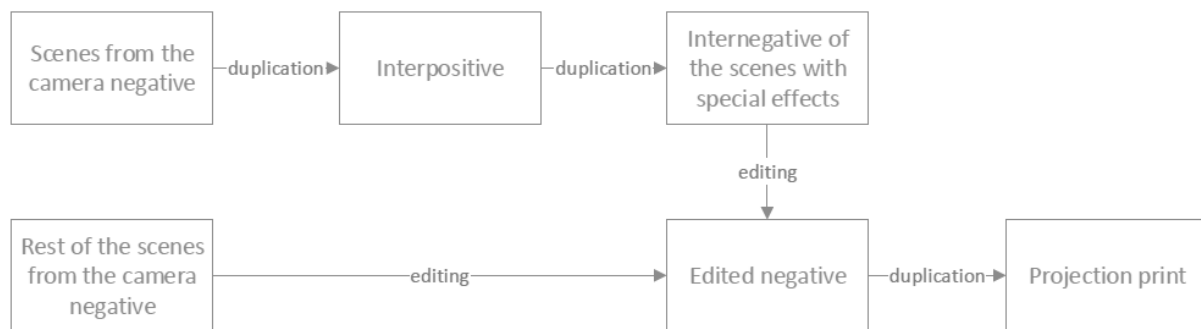 Scenes from the
camera negative
duplication
Interpositive
duplication
Internegative of
the scenes with
special effects
editing
Rest of the scenes
from the camera
negative
editing
Edited negative
duplication
Projection print